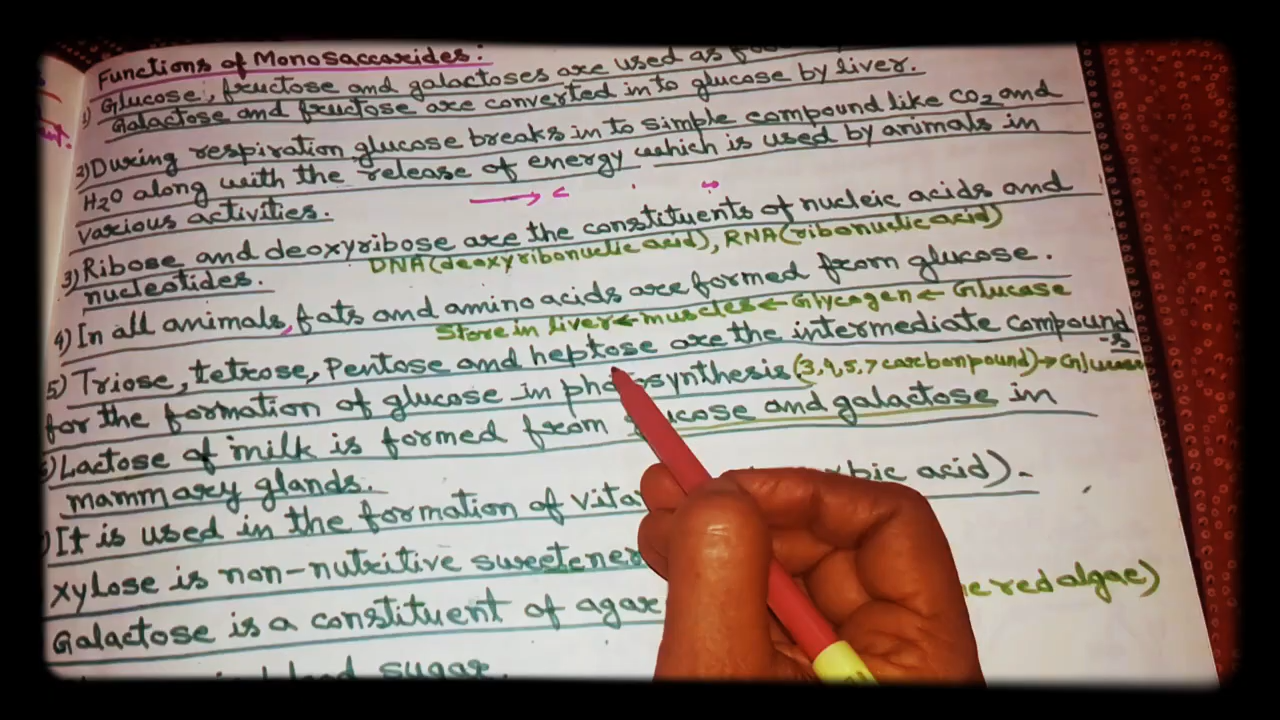 Functions of Monosaccarides:
1) Glucose, fructose and galactoses are used as
Galactose and fructose are converted in to glucose by liver.
2) During respiration glucose breaks in to simple compound like CO2 and
H2O along with the release of energy which is used by animals in
various activities.
3) Ribose and deoxyribose are the constituents of nucleic acids and
nucleotides.
DNA (deoxyribonuclic acid), RNA (ribonuclic acid)
4) In all animals, fats and amino acids are formed from glucose.
Store in liver ← muscles ← Glycogen ← Glucose
5) Triose, tetrose, Pentose and heptose are the intermediate compound
-s
for the formation of glucose in photosynthesis (3,4,5,7 carbonpound) → Glucose
6) Lactose of milk is formed from glucose and galactose in
mammary glands.
) It is used in the formation of acid).
Xylose is non-nutritive sweetener
Galactose is a constituent of agar red algae)
blood sugar.